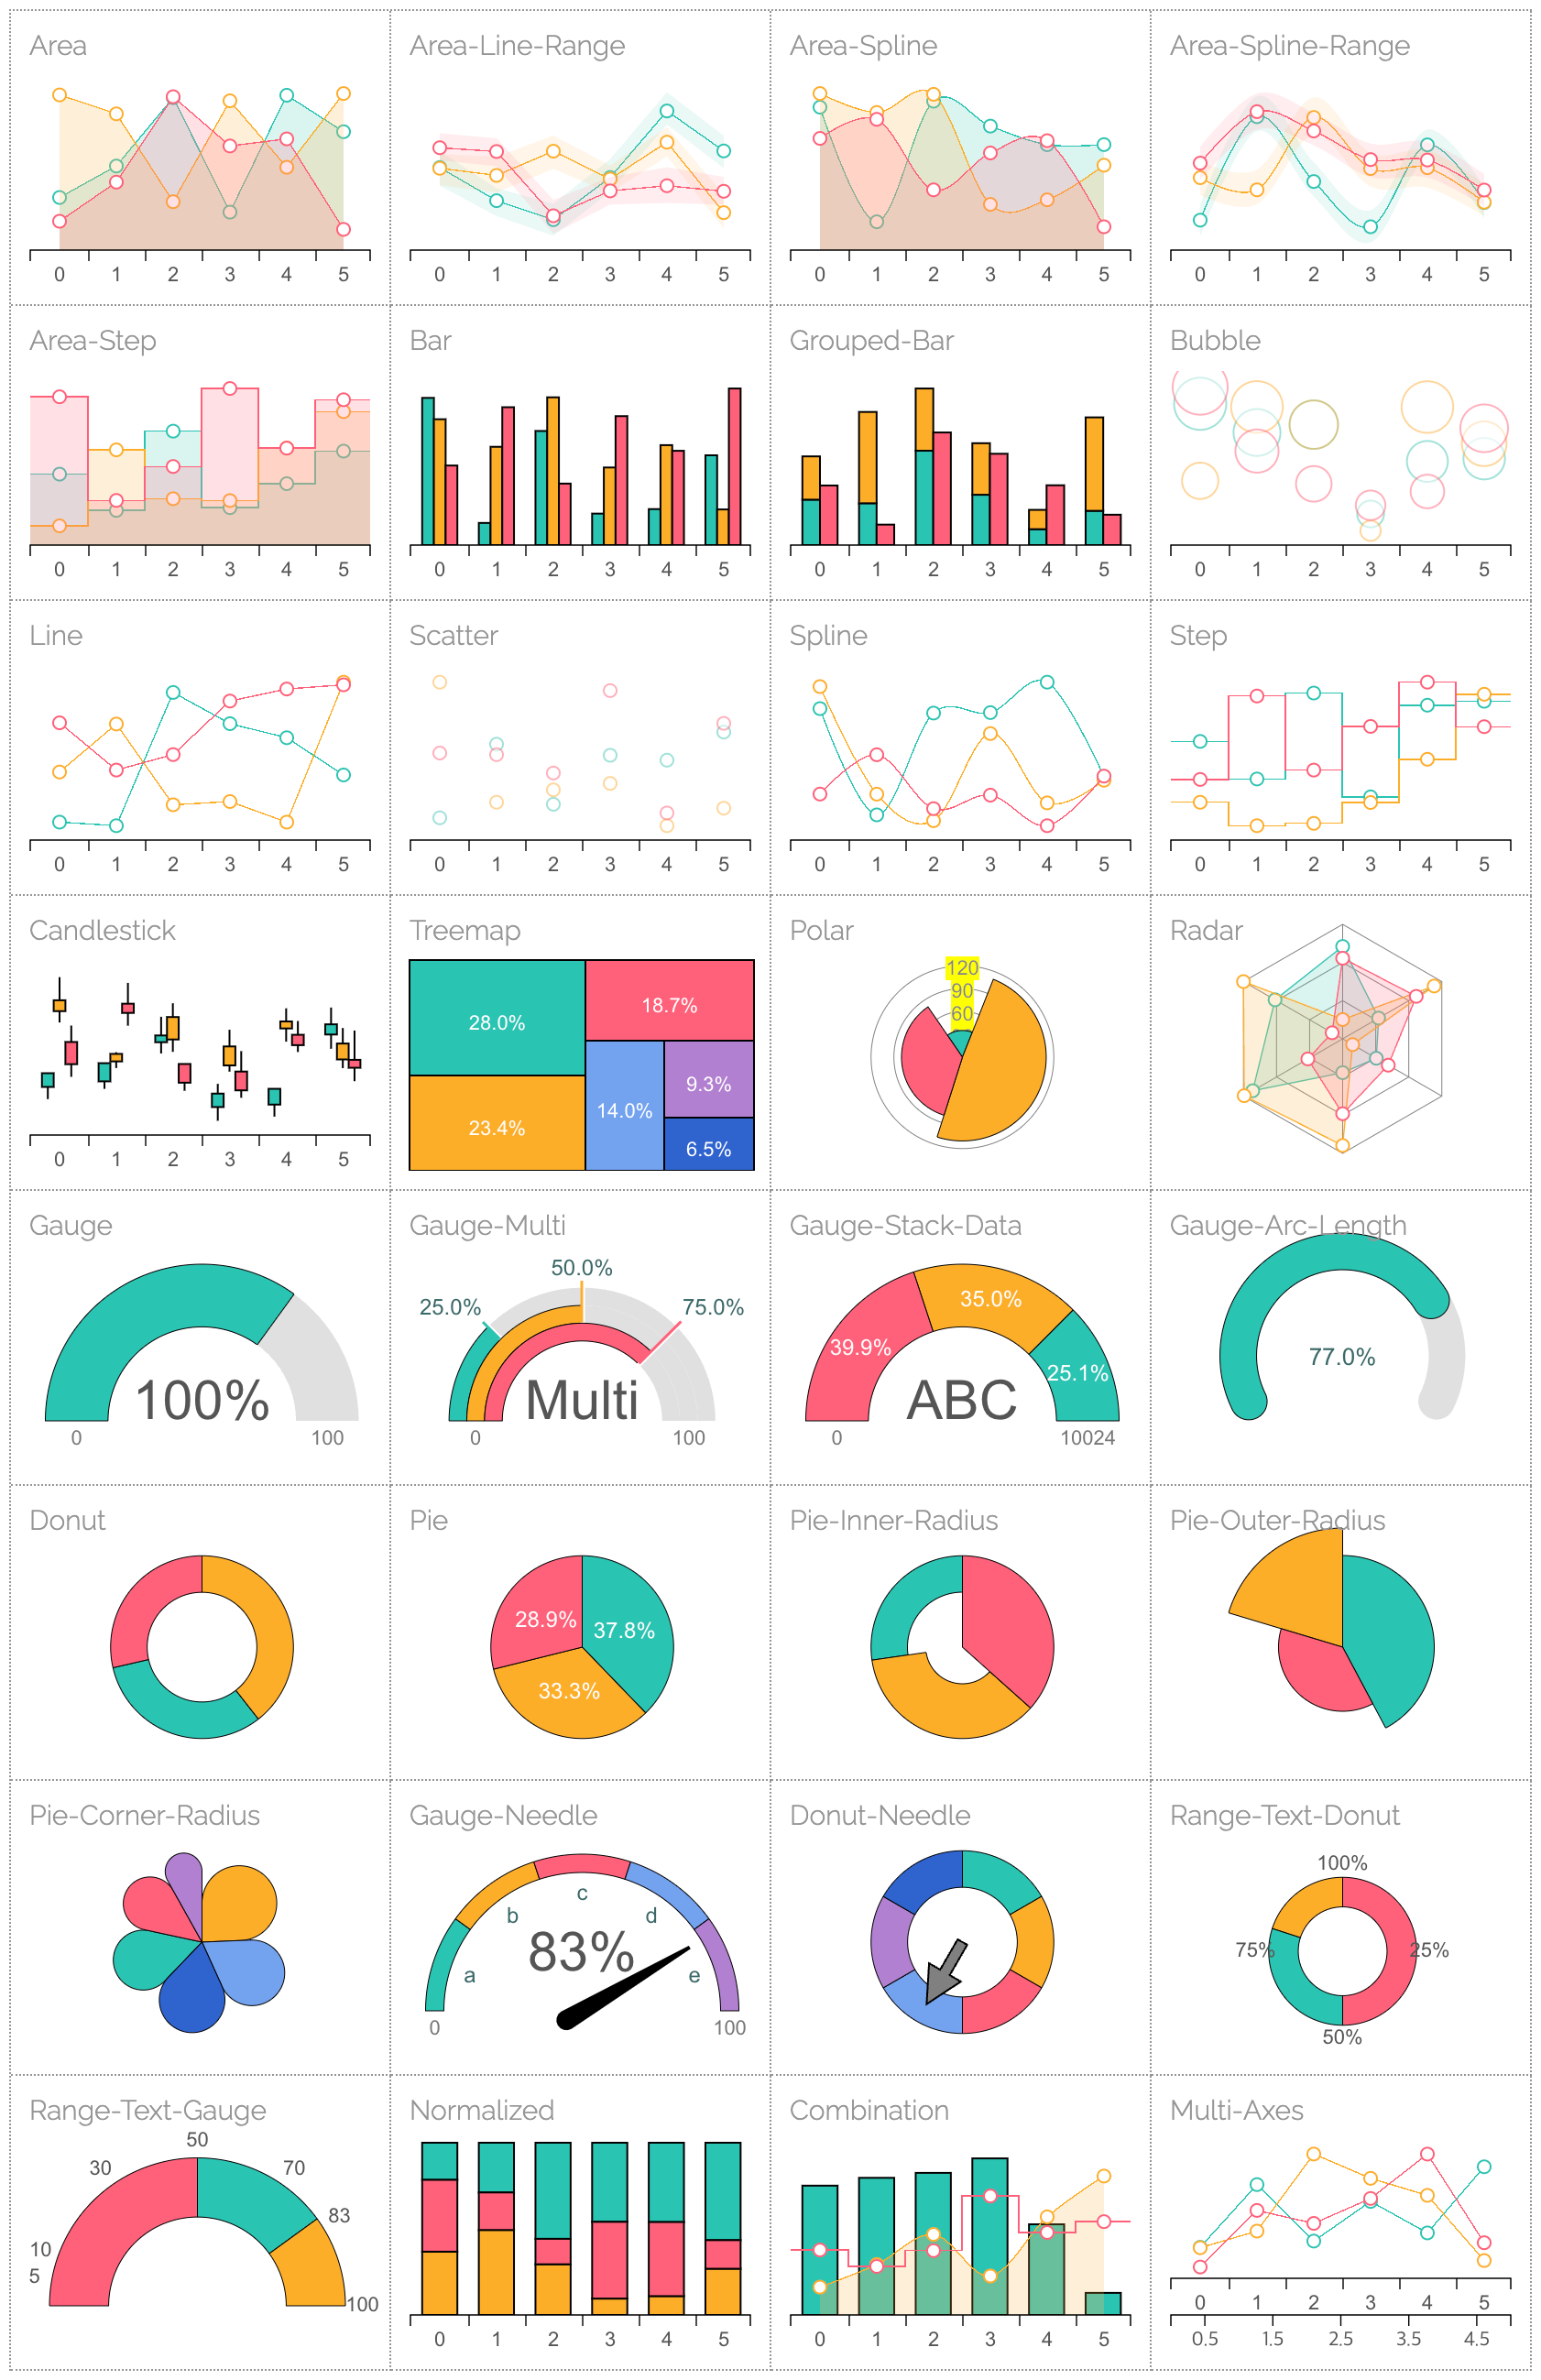 Area
Area-Line-Range
Area-Spline
Area-Spline-Range
0 1 2 3 4 5
0 1 2 3 4 5
0 1 2 3 4 5
0 1 2 3 4 5
Area-Step
Bar
Grouped-Bar
Bubble
0 1 2 3 4 5
0 1 2 3 4 5
0 1 2 3 4 5
0 1 2 3 4 5
Line
Scatter
Spline
Step
0 1 2 3 4 5
0 1 2 3 4 5
0 1 2 3 4 5
0 1 2 3 4 5
Candlestick
0 1 2 3 4 5
Treemap
28.0%
18.7%
9.3%
14.0%
23.4%
6.5%
Polar
120
90
60
Radar
Gauge
100%
0 100
Gauge-Multi
50.0%
25.0%
75.0%
Multi
0 100
Gauge-Stack-Data
35.0%
39.9%
25.1%
ABC
0 10024
Gauge-Arc-Length
77.0%
Donut
Pie
28.9%
37.8%
33.3%
Pie-Inner-Radius
Pie-Outer-Radius
Pie-Corner-Radius
Gauge-Needle
c
b
d
83%
a
e
0 100
Donut-Needle
Range-Text-Donut
100%
75%
25%
50%
Range-Text-Gauge
50
30
70
83
10
5
100
Normalized
0 1 2 3 4 5
Combination
0 1 2 3 4 5
Multi-Axes
0 1 2 3 4 5
0.5 1.5 2.5 3.5 4.5